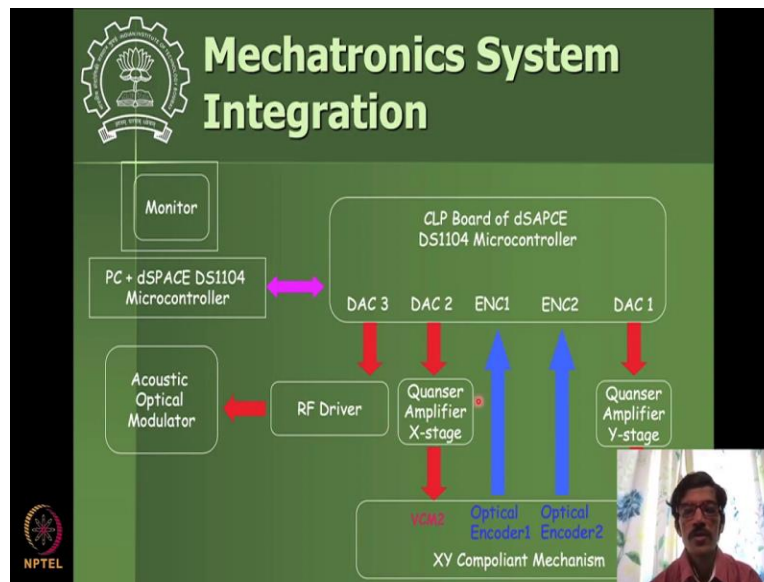 Mechatronics System
Integration
Monitor
CLP Board of dSAPCE
DS1104 Microcontroller
PC + dSPACE DS1104
Microcontroller
DAC 3
DAC 2
ENC1
ENC2
DAC 1
Acoustic
Optical
Modulator
RF Driver
Quanser
Amplifier
X-stage
Quanser
Amplifier
Y-stage
VCM2
Optical
Encoder1
Optical
Encoder2
XY Compoliant Mechanism
NPTEL